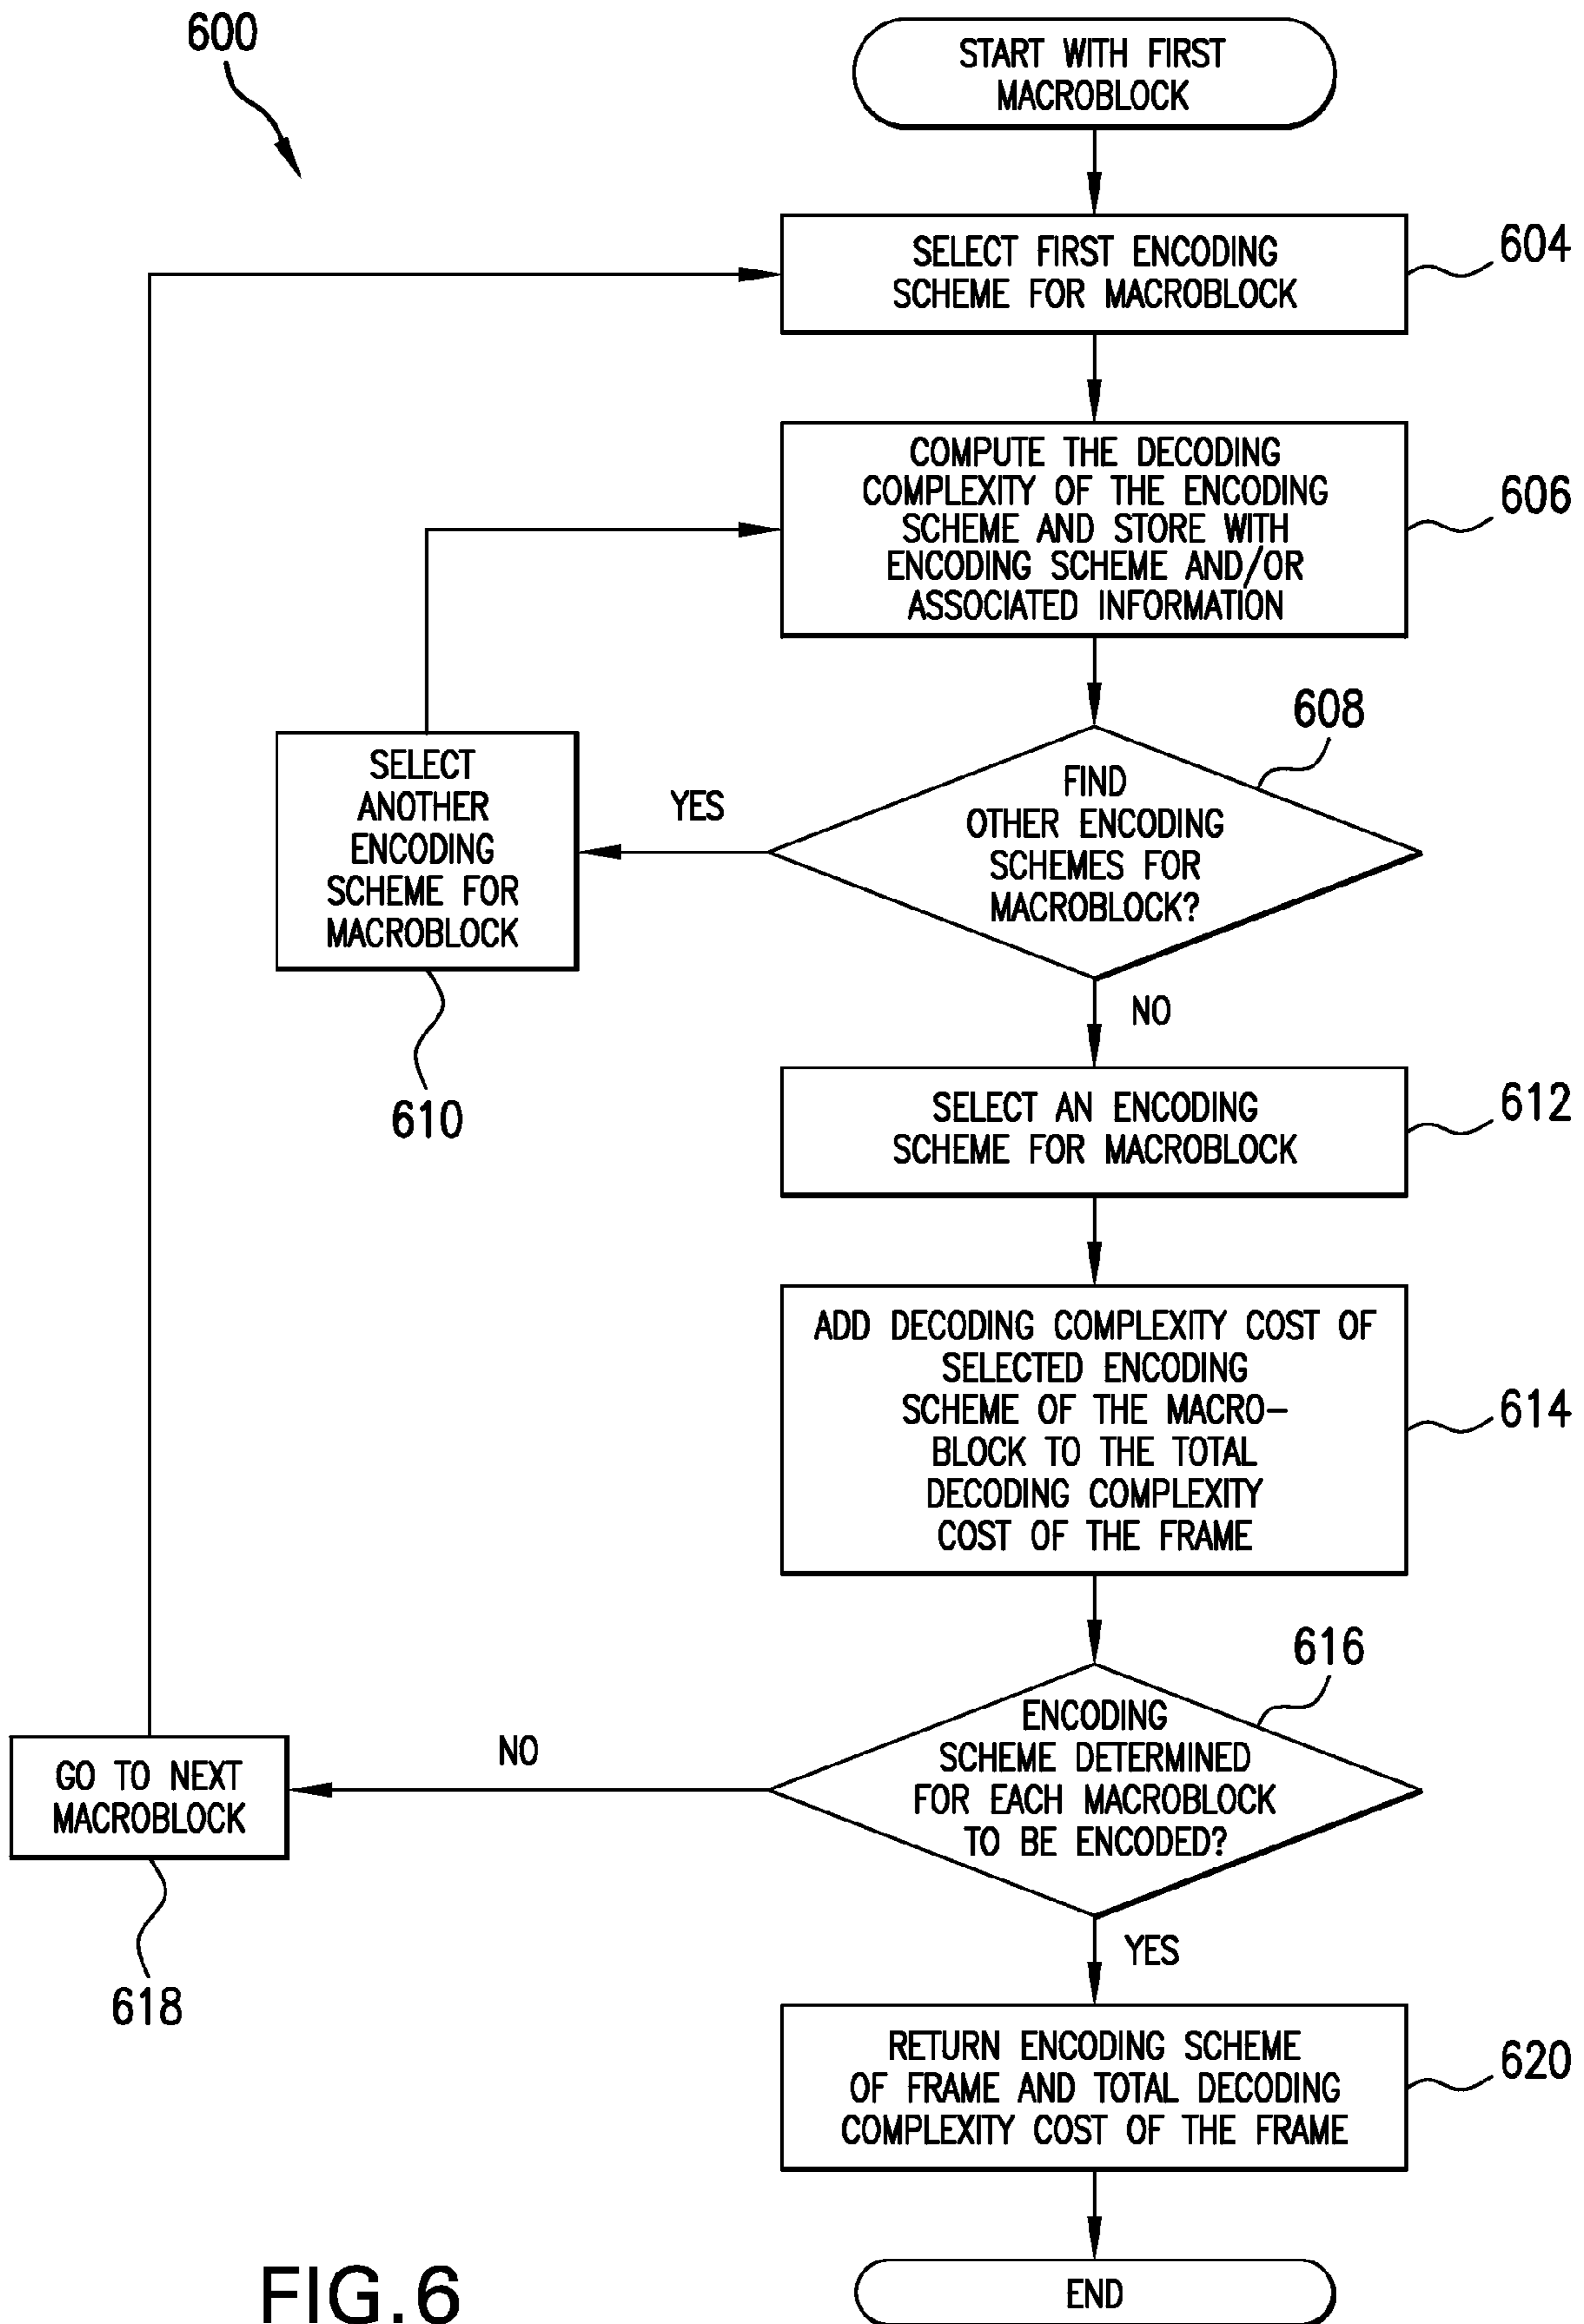 600
START WITH FIRST
MACROBLOCK
SELECT FIRST ENCODING
SCHEME FOR MACROBLOCK
604
COMPUTE THE DECODING
COMPLEXITY OF THE ENCODING
SCHEME AND STORE WITH
ENCODING SCHEME AND/OR
ASSOCIATED INFORMATION
606
608
FIND
OTHER ENCODING
SCHEMES FOR
MACROBLOCK?
YES
SELECT
ANOTHER
ENCODING
SCHEME FOR
MACROBLOCK
610
NO
SELECT AN ENCODING
SCHEME FOR MACROBLOCK
612
ADD DECODING COMPLEXITY COST OF
SELECTED ENCODING
SCHEME OF THE MACRO-
BLOCK TO THE TOTAL
DECODING COMPLEXITY
COST OF THE FRAME
614
616
ENCODING
SCHEME DETERMINED
FOR EACH MACROBLOCK
TO BE ENCODED?
NO
GO TO NEXT
MACROBLOCK
618
YES
RETURN ENCODING SCHEME
OF FRAME AND TOTAL DECODING
COMPLEXITY COST OF THE FRAME
620
END
FIG.6